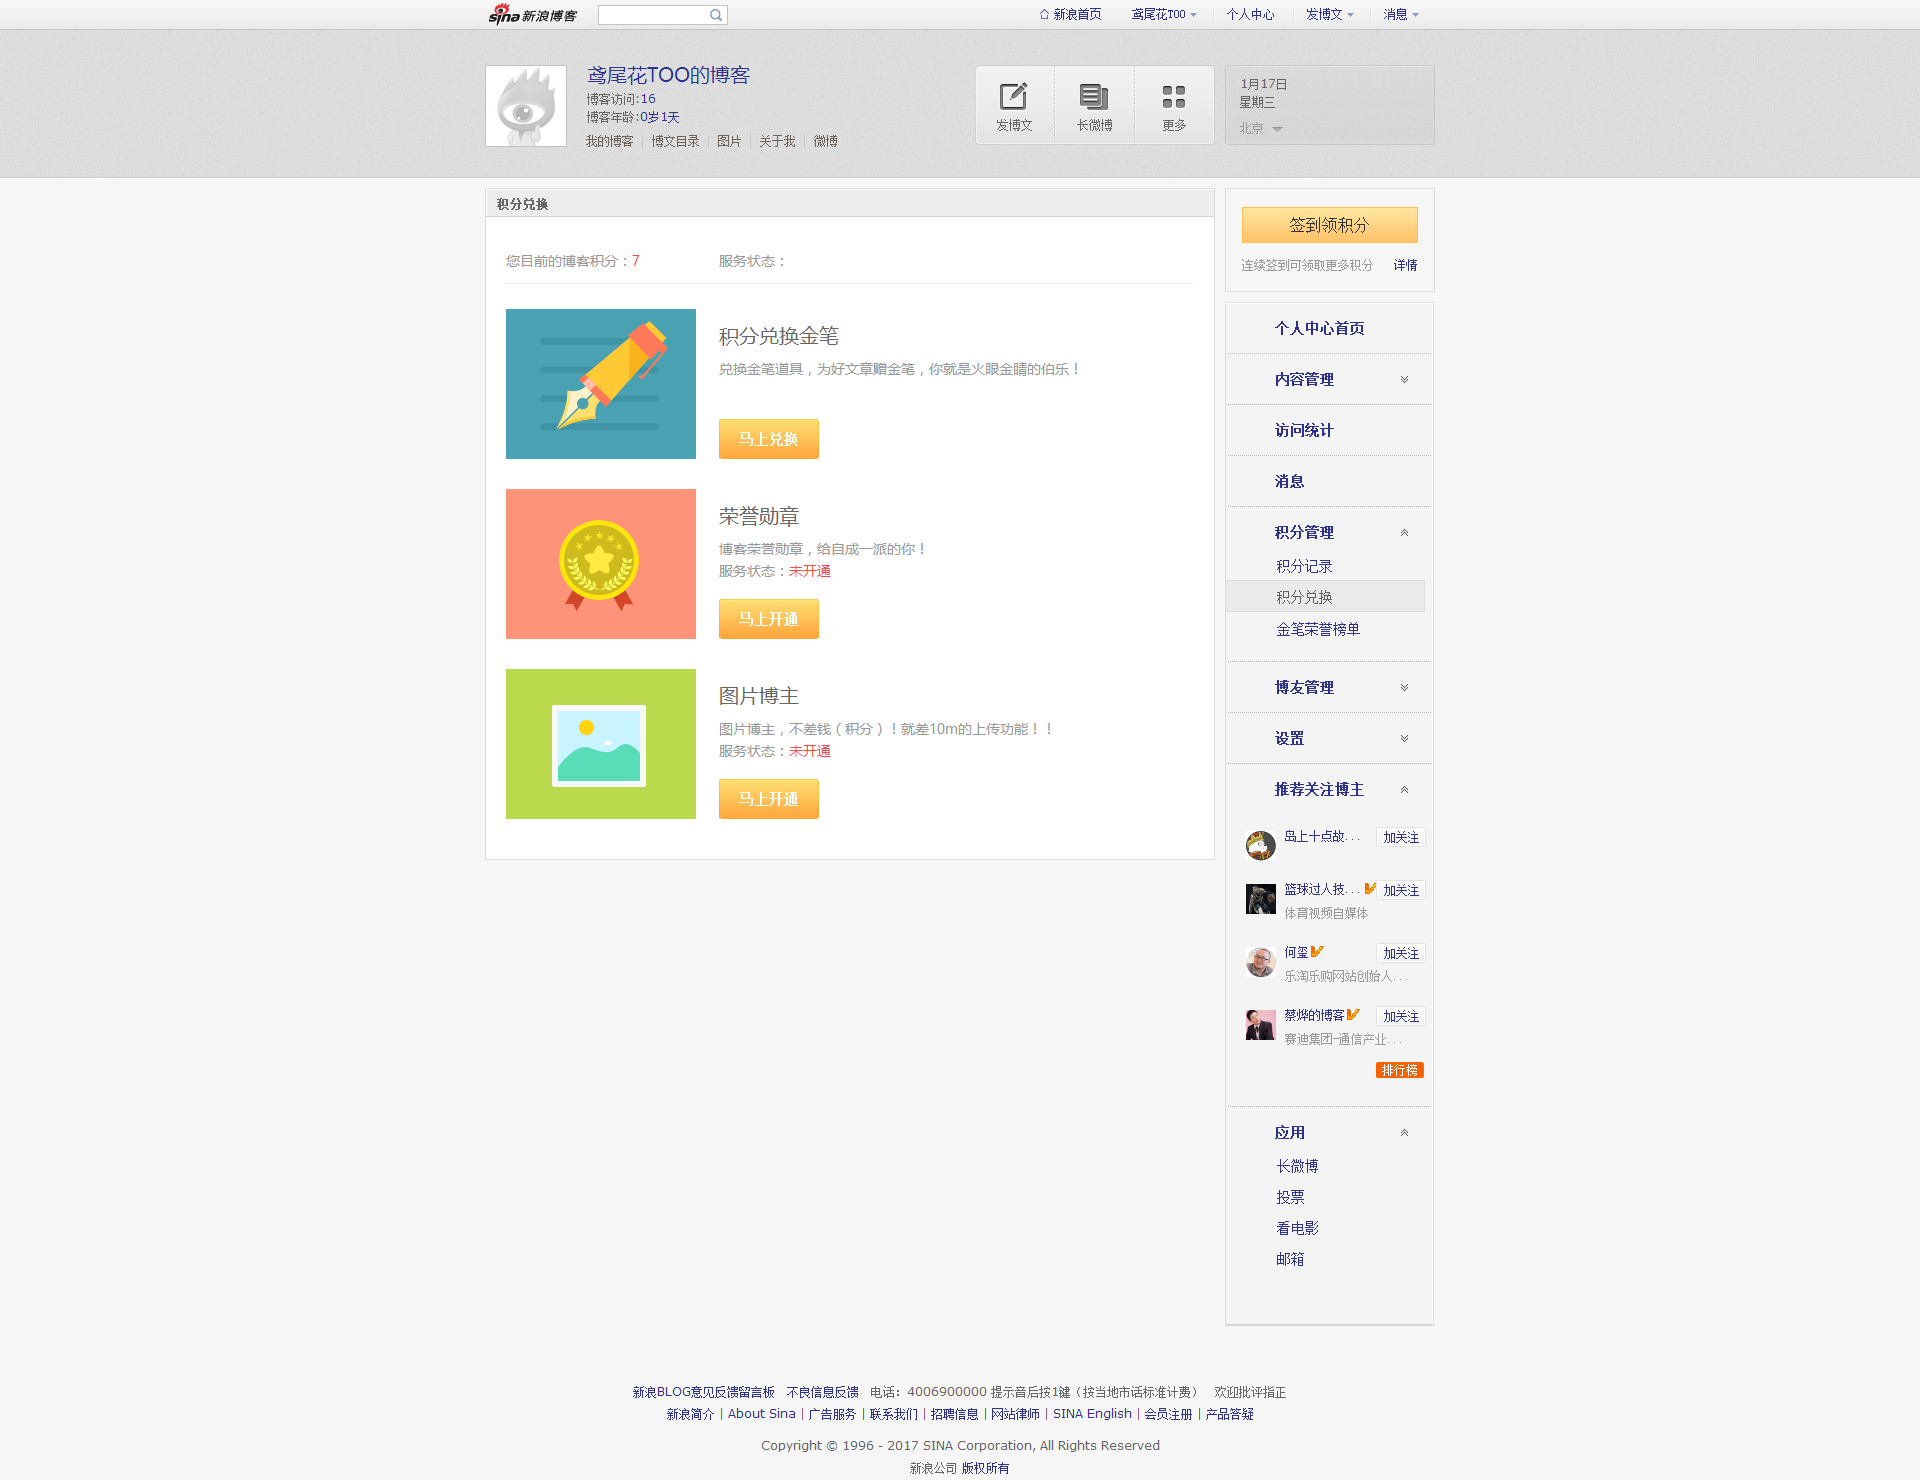 sina 新浪博客
新浪首页 鸢尾花TOO 个人中心 发博文 消息
鸢尾花TOO的博客
博客访问:16
博客年龄:0岁1天
我的博客 博文目录 图片 关于我 微博
发博文 长微博 更多
1月17日
星期三
北京
积分兑换
您目前的博客积分：7 服务状态：
积分兑换金笔
兑换金笔道具，为好文章赠金笔，你就是火眼金睛的伯乐！
马上兑换
荣誉勋章
博客荣誉勋章，给自成一派的你！
服务状态：未开通
马上开通
图片博主
图片博主，不差钱（积分）！就差10m的上传功能！！
服务状态：未开通
马上开通
签到领积分
连续签到可领取更多积分 详情
个人中心首页
内容管理
访问统计
消息
积分管理
积分记录
积分兑换
金笔荣誉榜单
博友管理
设置
推荐关注博主
岛上十点故... 加关注
篮球过人技... 加关注
体育视频自媒体
何玺 加关注
乐淘乐购网站创始人...
蔡烨的博客 加关注
赛迪集团-通信产业...
排行榜
应用
长微博
投票
看电影
邮箱
新浪BLOG意见反馈留言板 不良信息反馈 电话：4006900000 提示音后按1键（按当地市话标准计费） 欢迎批评指正
新浪简介 | About Sina | 广告服务 | 联系我们 | 招聘信息 | 网站律师 | SINA English | 会员注册 | 产品答疑
Copyright © 1996 - 2017 SINA Corporation, All Rights Reserved
新浪公司 版权所有